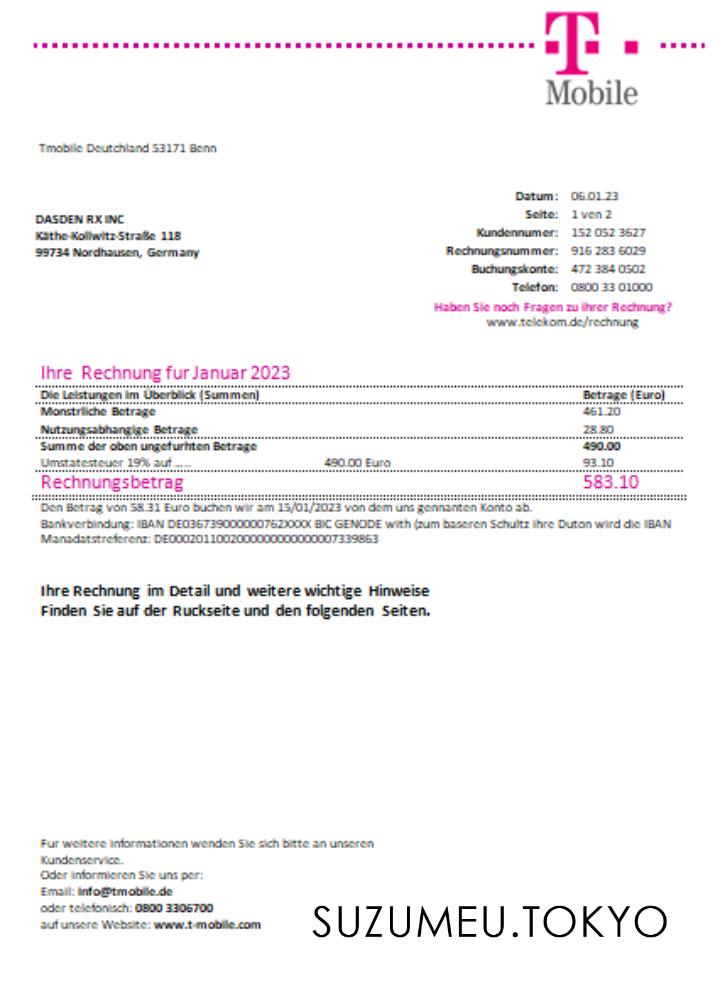 T
Mobile
Tmobile Deutchland 53171 Benn
DASDEN RX INC
Käthe-Kollwitz-Straße 118
99734 Nordhausen, Germany
Datum: 06.01.23
Seite: 1 ven 2
Kundennumer: 152 052 3627
Rechnungsnummer: 916 283 6029
Buchungskonte: 472 384 0502
Telefon: 0800 33 01000
Haben Sie noch Fragen zu ihrer Rechnung?
www.telekom.de/rechnung
Ihre Rechnung fur Januar 2023
Die Leistungen im Überblick (Summen) Betrage (Euro)
Monstrliche Betrage 461.20
Nutzungsabhangige Betrage 28.80
Summe der oben ungefurhten Betrage 490.00
Umstatesteuer 19% auf ..... 490.00 Euro 93.10
Rechnungsbetrag 583.10
Den Betrag von 58.31 Euro buchen wir am 15/01/2023 von dem uns gennanten Konto ab.
Bankverbindung: IBAN DE03673900000762XXXX BIC GENODE with (zum baseren Schultz ihre Duton wird die IBAN
Manadatstreferenz:
Ihre Rechnung im Detail und weitere wichtige Hinweise
Finden Sie auf der Ruckseite und den folgenden Seiten.
Fur weitere informationen wenden Sie sich bitte an unseren
Kundenservice.
Oder informieren Sie uns per:
Email: info@tmobile.de
oder telefonisch: 0800 3306700
auf unsere Website: www.t-mobile.com
SUZUMEU.TOKYO